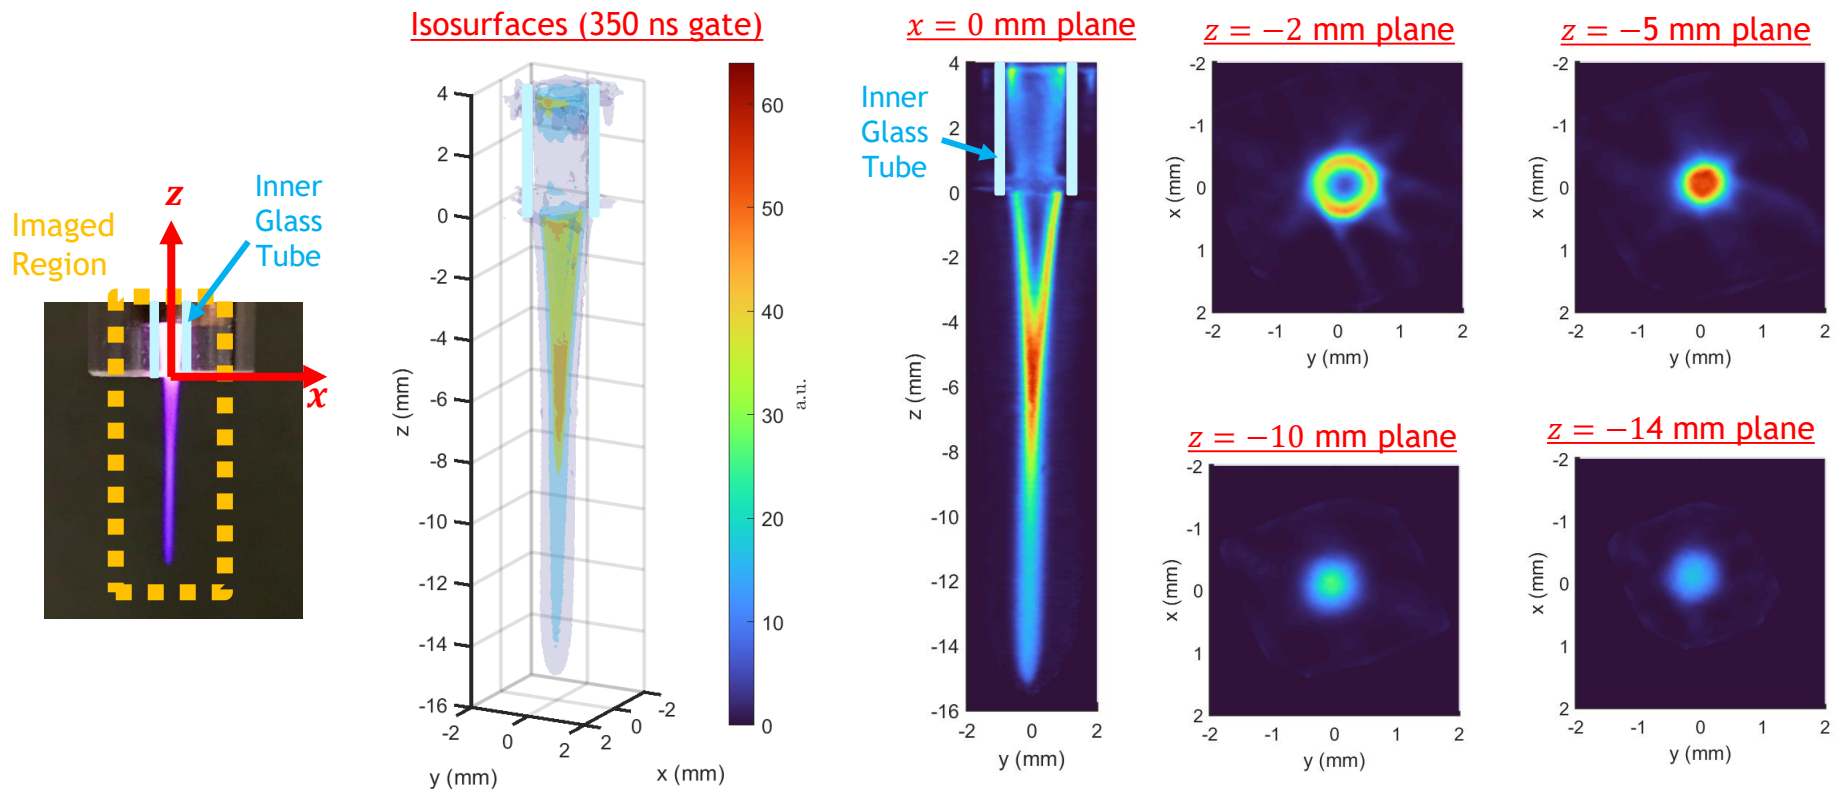 Isosurfaces (350 ns gate)
x = 0 mm plane
z = −2 mm plane
z = −5 mm plane
Imaged
Region
z
x
Inner
Glass
Tube
4
2
0
-2
-4
-6
-8
-10
-12
-14
-16
z (mm)
-2
0
2
y (mm)
2
0
-2
x (mm)
60
50
40
30
20
10
0
a.u.
Inner
Glass
Tube
4
2
0
-2
-4
-6
-8
-10
-12
-14
-16
z (mm)
-2
0
2
y (mm)
-2
-1
0
1
2
x (mm)
-2
-1
0
1
2
y (mm)
-2
-1
0
1
2
x (mm)
-2
-1
0
1
2
y (mm)
z = −10 mm plane
z = −14 mm plane
-2
-1
0
1
2
x (mm)
-2
-1
0
1
2
y (mm)
-2
-1
0
1
2
x (mm)
-2
-1
0
1
2
y (mm)